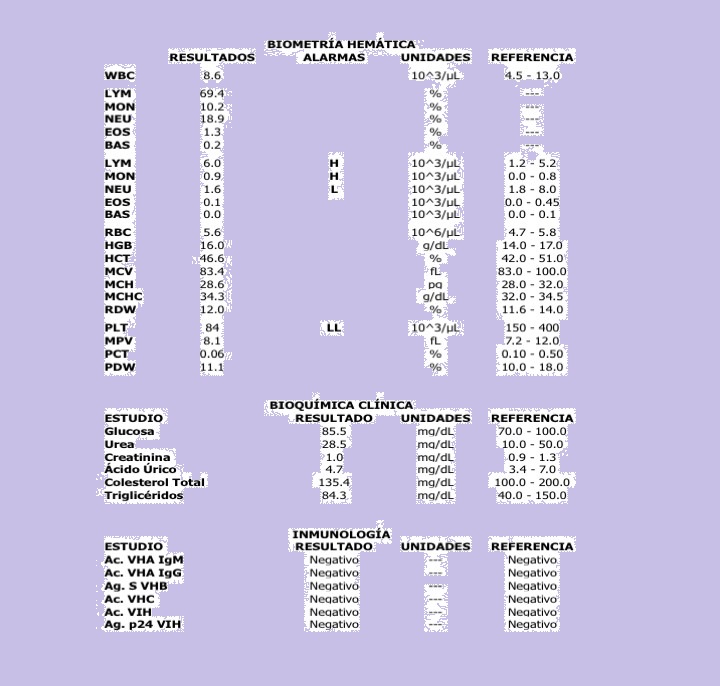 BIOMETRÍA HEMÁTICA
RESULTADOS ALARMAS UNIDADES REFERENCIA
WBC 8.6 10^3/µL 4.5 - 13.0
LYM 69.4 % ---
MON 10.2 % ---
NEU 18.9 % ---
EOS 1.3 % ---
BAS 0.2 % ---
LYM 6.0 H 10^3/µL 1.2 - 5.2
MON 0.9 H 10^3/µL 0.0 - 0.8
NEU 1.6 L 10^3/µL 1.8 - 8.0
EOS 0.1 10^3/µL 0.0 - 0.45
BAS 0.0 10^3/µL 0.0 - 0.1
RBC 5.6 10^6/µL 4.7 - 5.8
HGB 16.0 g/dL 14.0 - 17.0
HCT 46.6 % 42.0 - 51.0
MCV 83.4 fL 83.0 - 100.0
MCH 28.6 pg 28.0 - 32.0
MCHC 34.3 g/dL 32.0 - 34.5
RDW 12.0 % 11.6 - 14.0
PLT 84 LL 10^3/µL 150 - 400
MPV 8.1 fL 7.2 - 12.0
PCT 0.06 % 0.10 - 0.50
PDW 11.1 % 10.0 - 18.0
BIOQUÍMICA CLÍNICA
ESTUDIO RESULTADO UNIDADES REFERENCIA
Glucosa 85.5 mg/dL 70.0 - 100.0
Urea 28.5 mg/dL 10.0 - 50.0
Creatinina 1.0 mg/dL 0.9 - 1.3
Ácido Úrico 4.7 mg/dL 3.4 - 7.0
Colesterol Total 135.4 mg/dL 100.0 - 200.0
Triglicéridos 84.3 mg/dL 40.0 - 150.0
INMUNOLOGÍA
ESTUDIO RESULTADO UNIDADES REFERENCIA
Ac. VHA IgM Negativo --- Negativo
Ac. VHA IgG Negativo Negativo
Ag. S VHB Negativo --- Negativo
Ac. VHC Negativo --- Negativo
Ac. VIH Negativo --- Negativo
Ag. p24 VIH Negativo --- Negativo